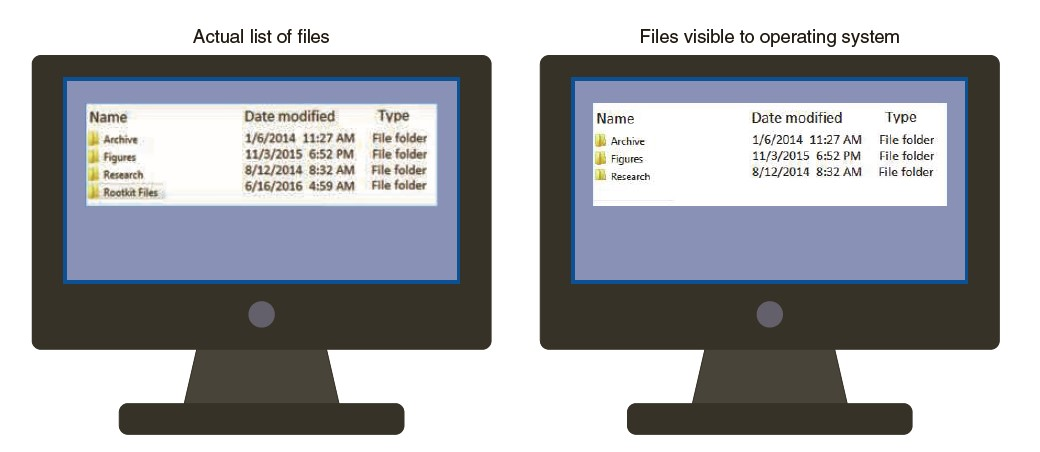 Actual list of files
Name Date modified Type
Archive 1/6/2014 11:27 AM File folder
Figures 11/3/2015 6:52 PM File folder
Research 8/12/2014 8:32 AM File folder
Rootkit Files 6/16/2016 4:59 AM File folder
Files visible to operating system
Name Date modified Type
Archive 1/6/2014 11:27 AM File folder
Figures 11/3/2015 6:52 PM File folder
Research 8/12/2014 8:32 AM File folder